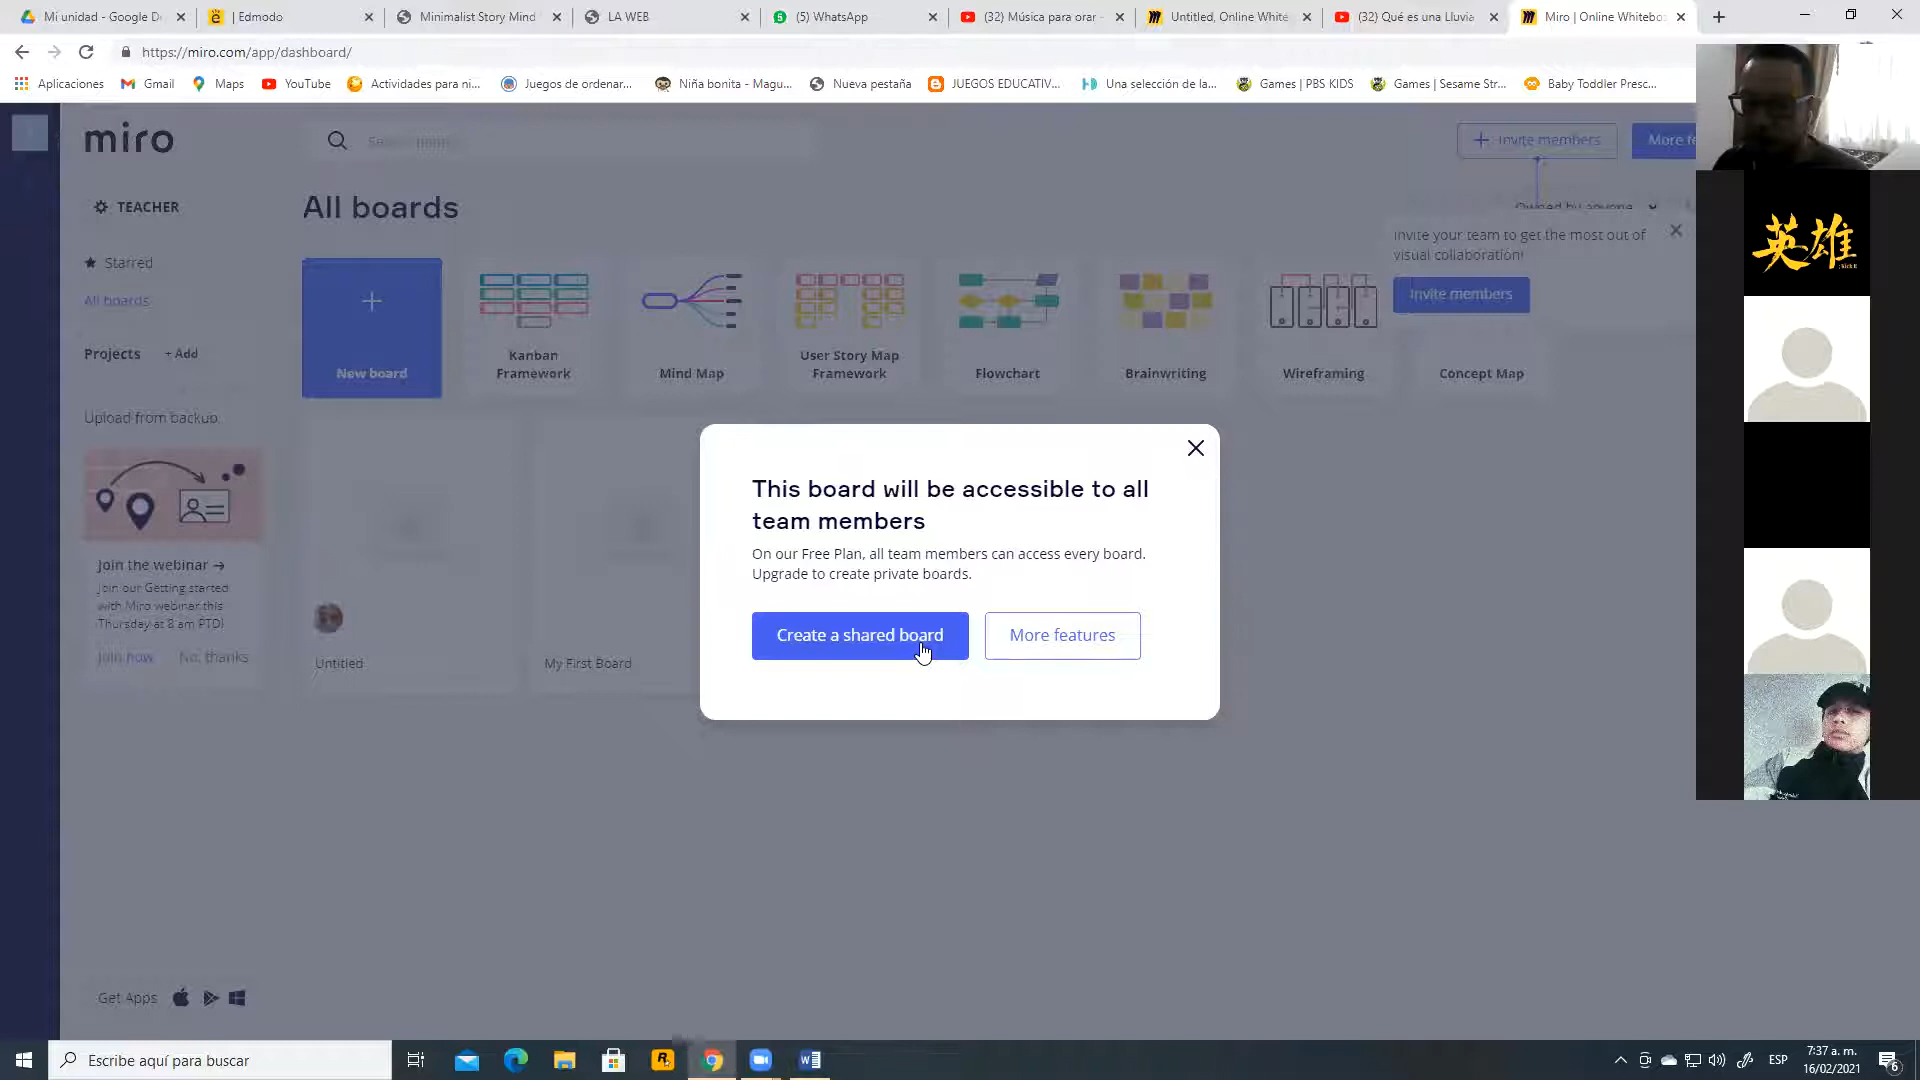 Mi unidad - Google D
| Edmodo
Minimalist Story Mind
LA WEB
(5) WhatsApp
(32) Música para orar -
Untitled, Online White
(32) Qué es una Lluvia
Miro | Online Whitebo
https://miro.com/app/dashboard/
Aplicaciones
Gmail
Maps
YouTube
Actividades para ni...
Juegos de ordenar...
Niña bonita - Magu...
Nueva pestaña
JUEGOS EDUCATIV...
Una selección de la...
Games | PBS KIDS
Games | Sesame Str...
Baby Toddler Presc...
miro
Invite members
More fe
TEACHER
All boards
Owned by anyone
Starred
All boards
Invite your team to get the most out of
visual collaboration!
Invite members
Projects
+ Add
New board
Kanban
Framework
Mind Map
User Story Map
Framework
Flowchart
Brainwriting
Wireframing
Concept Map
Upload from backup
Join the webinar →
Join our Getting started
with Miro webinar this
Thursday at 8 am PTD!
Join now
No, thanks
Untitled
My First Board
This board will be accessible to all
team members
On our Free Plan, all team members can access every board.
Upgrade to create private boards.
Create a shared board
More features
英雄
Get Apps
Escribe aquí para buscar
ESP
7:37 a. m.
16/02/2021
6